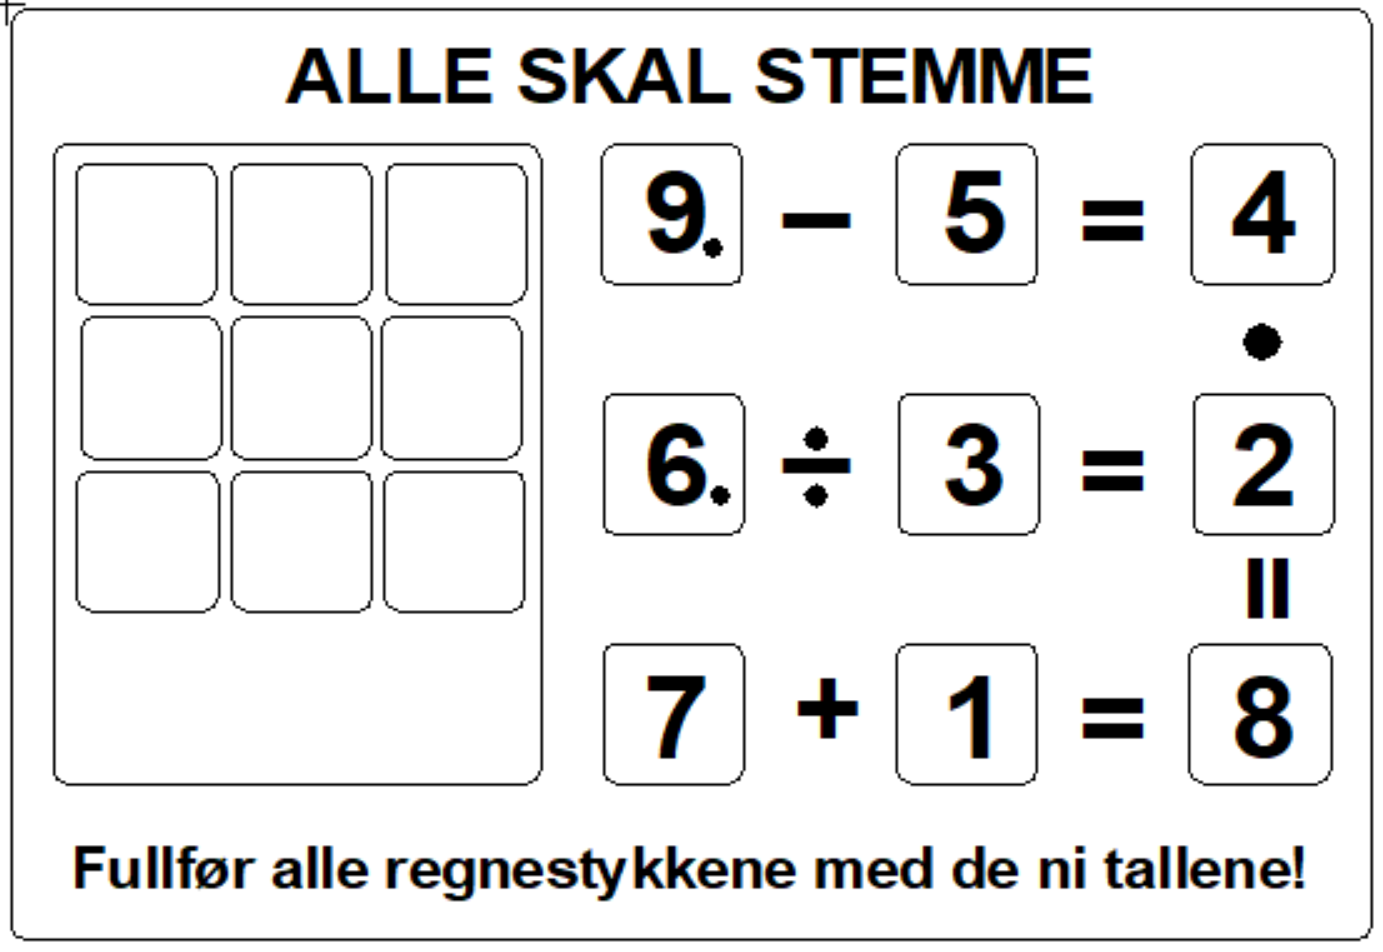 ALLE SKAL STEMME
9. – 5 = 4
•
6. ÷ 3 = 2
=
7 + 1 = 8
Fullfør alle regnestykkene med de ni tallene!